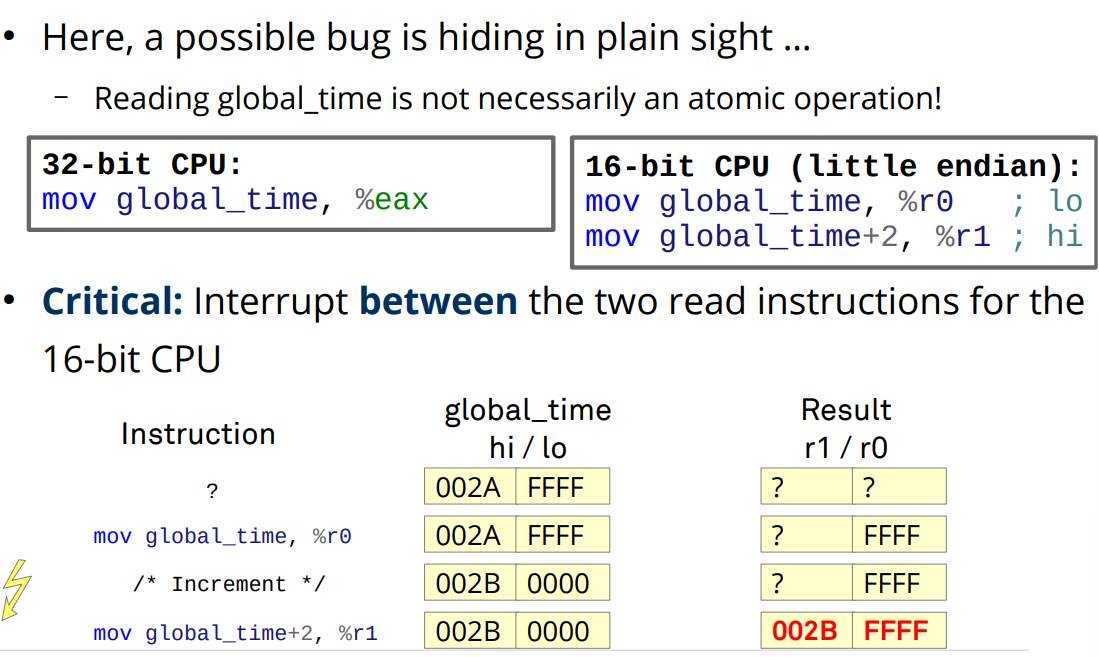 • Here, a possible bug is hiding in plain sight ...
– Reading global_time is not necessarily an atomic operation!
32-bit CPU:
mov global_time, %eax
16-bit CPU (little endian):
mov global_time, %r0 ; lo
mov global_time+2, %r1 ; hi
• Critical: Interrupt between the two read instructions for the
16-bit CPU
Instruction
global_time
hi / lo
Result
r1 / r0
? 002A FFFF ? ?
mov global_time, %r0 002A FFFF ? FFFF
/* Increment */ 002B 0000 ? FFFF
mov global_time+2, %r1 002B 0000 002B FFFF